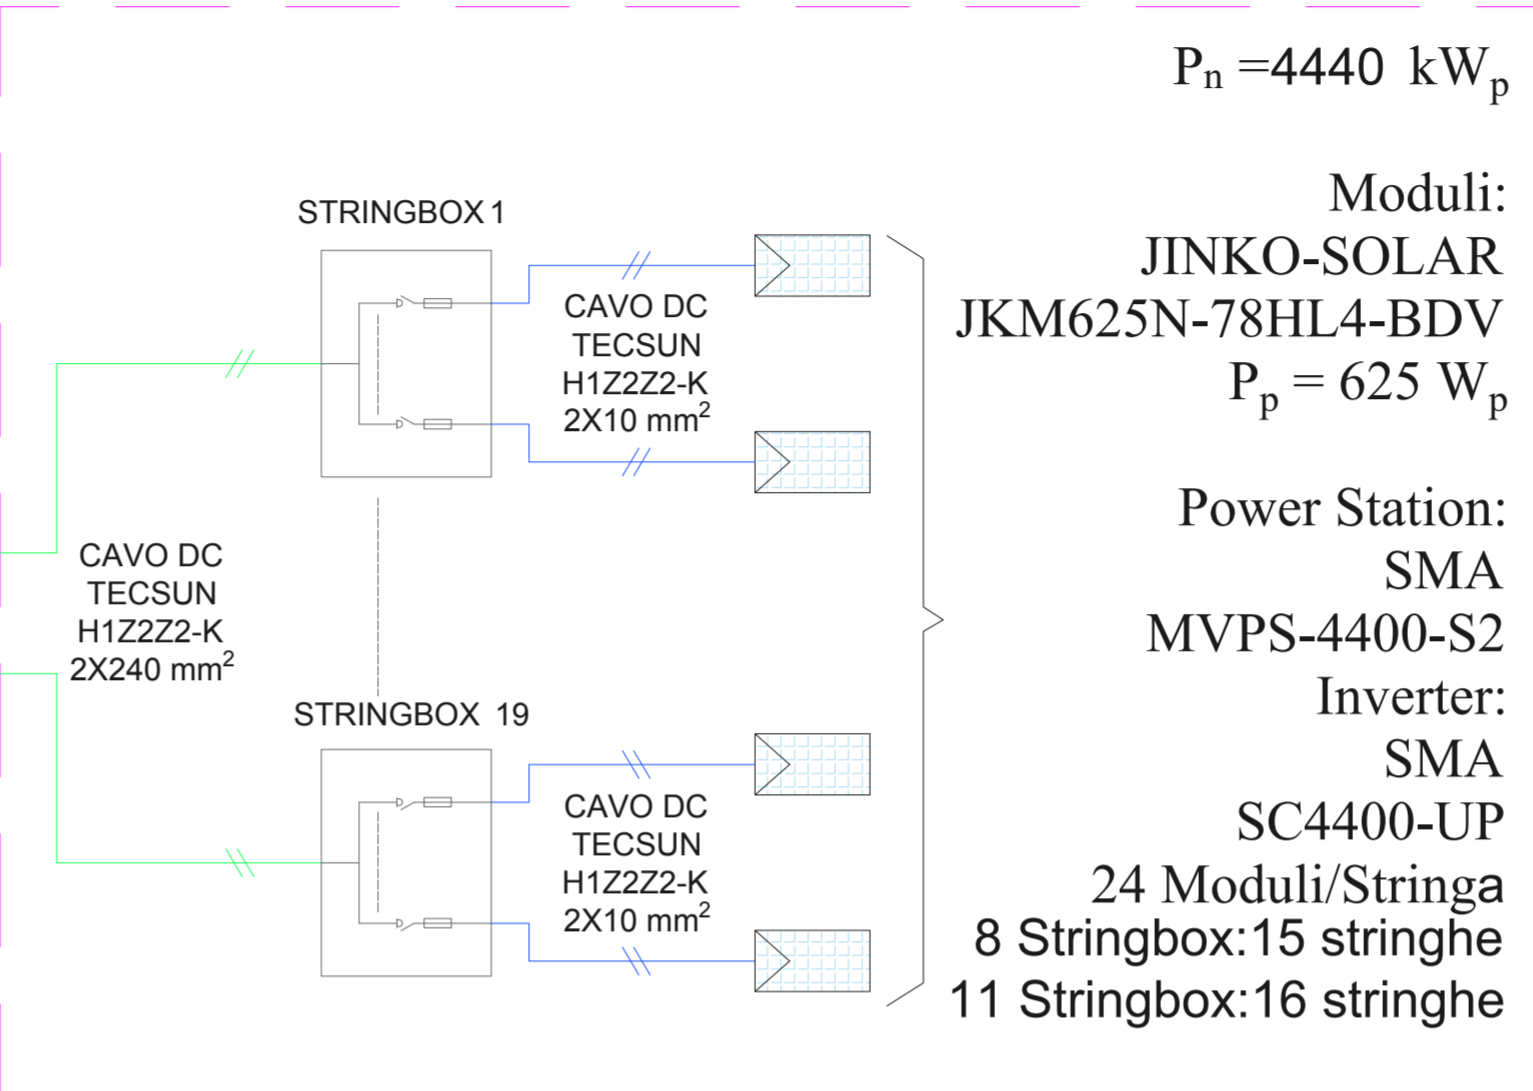 Pn =4440 kWp
Moduli:
JINKO-SOLAR
JKM625N-78HL4-BDV
Pp = 625 Wp
Power Station:
SMA
MVPS-4400-S2
Inverter:
SMA
SC4400-UP
24 Moduli/Stringa
8 Stringbox:15 stringhe
11 Stringbox:16 stringhe
STRINGBOX 1
CAVO DC
TECSUN
H1Z2Z2-K
2X10 mm²
CAVO DC
TECSUN
H1Z2Z2-K
2X240 mm²
STRINGBOX 19
CAVO DC
TECSUN
H1Z2Z2-K
2X10 mm²